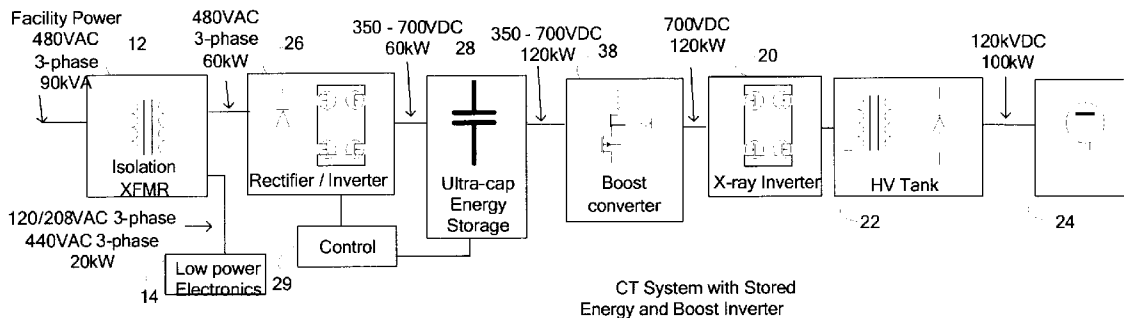 Facility Power
480VAC
3-phase
90kVA
12
480VAC
3-phase
60kW
26
350 - 700VDC
60kW
28
350 - 700VDC
120kW
38
700VDC
120kW
20
120kVDC
100kW
Isolation
XFMR
Rectifier / Inverter
Ultra-cap
Energy
Storage
Boost
converter
X-ray Inverter
HV Tank
22
24
120/208VAC 3-phase
440VAC 3-phase
20kW
Control
29
Low power
Electronics
14
CT System with Stored
Energy and Boost Inverter